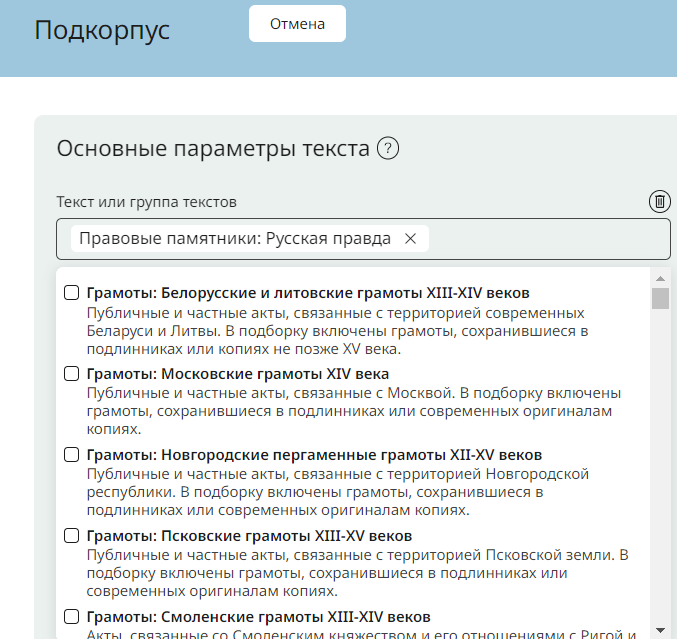 Подкорпус
Отмена
Основные параметры текста ?
Текст или группа текстов
Правовые памятники: Русская правда ×
Грамоты: Белорусские и литовские грамоты XIII-XIV веков
Публичные и частные акты, связанные с территорией современных
Беларуси и Литвы. В подборку включены грамоты, сохранившиеся в
подлинниках или копиях не позже XV века.
Грамоты: Московские грамоты XIV века
Публичные и частные акты, связанные с Москвой. В подборку включены
грамоты, сохранившиеся в подлинниках или современных оригиналам
копиях.
Грамоты: Новгородские пергаменные грамоты XII-XV веков
Публичные и частные акты, связанные с территорией Новгородской
республики. В подборку включены грамоты, сохранившиеся в
подлинниках или современных оригиналам копиях.
Грамоты: Псковские грамоты XIII-XV веков
Публичные и частные акты, связанные с территорией Псковской земли. В
подборку включены грамоты, сохранившиеся в подлинниках или
современных оригиналам копиях.
Грамоты: Смоленские грамоты XIII-XIV веков
Акты, связанные со Смоленским княжеством и его отношениями с Ригой и